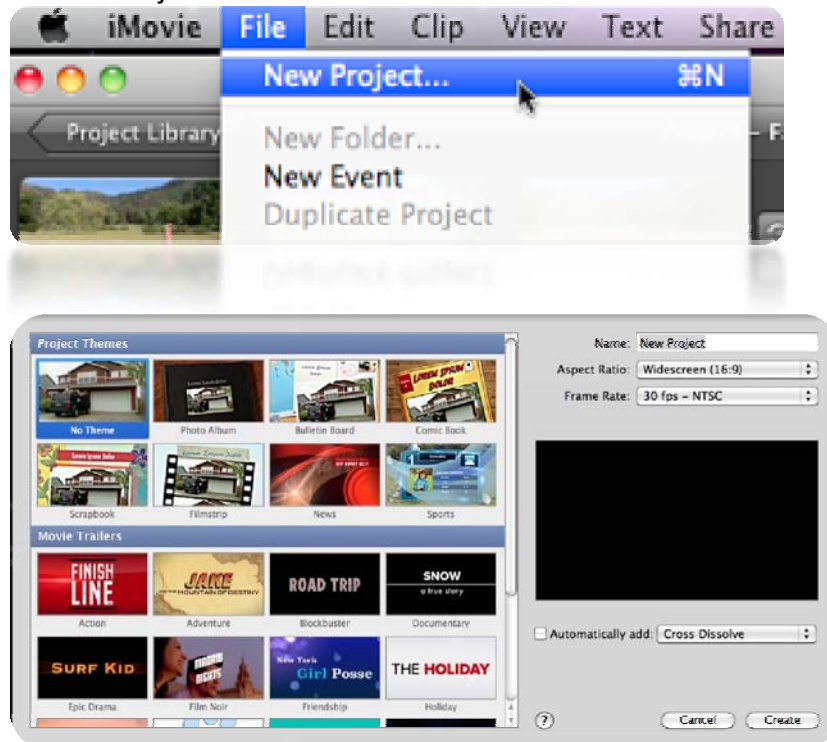 iMovie File Edit Clip View Text Share
New Project... ⌘N
Project Library
New Folder...
New Event
Duplicate Project
Project Themes
No Theme Photo Album Bulletin Board Comic Book
LOREM IPSUM DOLOR
Scrapbook Filmstrip News Sports
Movie Trailers
FINISH LINE
JANE
ROAD TRIP
SNOW
a true story
Action Adventure Blockbuster Documentary
SURF KID
New York
Girl Posse
THE HOLIDAY
Epic Drama Film Noir Friendship Holiday
Name: New Project
Aspect Ratio: Widescreen (16:9)
Frame Rate: 30 fps – NTSC
Automatically add: Cross Dissolve
? Cancel Create